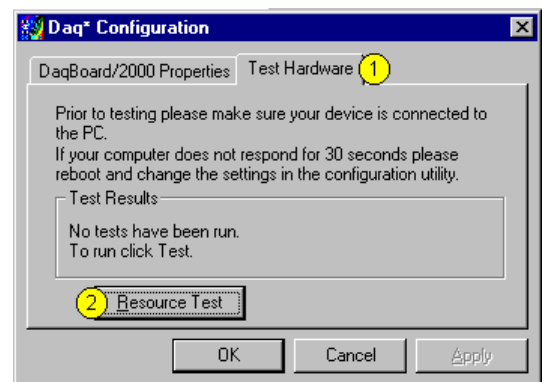 Daq* Configuration
DaqBoard/2000 Properties Test Hardware 1
Prior to testing please make sure your device is connected to
the PC.
If your computer does not respond for 30 seconds please
reboot and change the settings in the configuration utility.
Test Results
No tests have been run.
To run click Test.
2 Resource Test
OK Cancel Apply